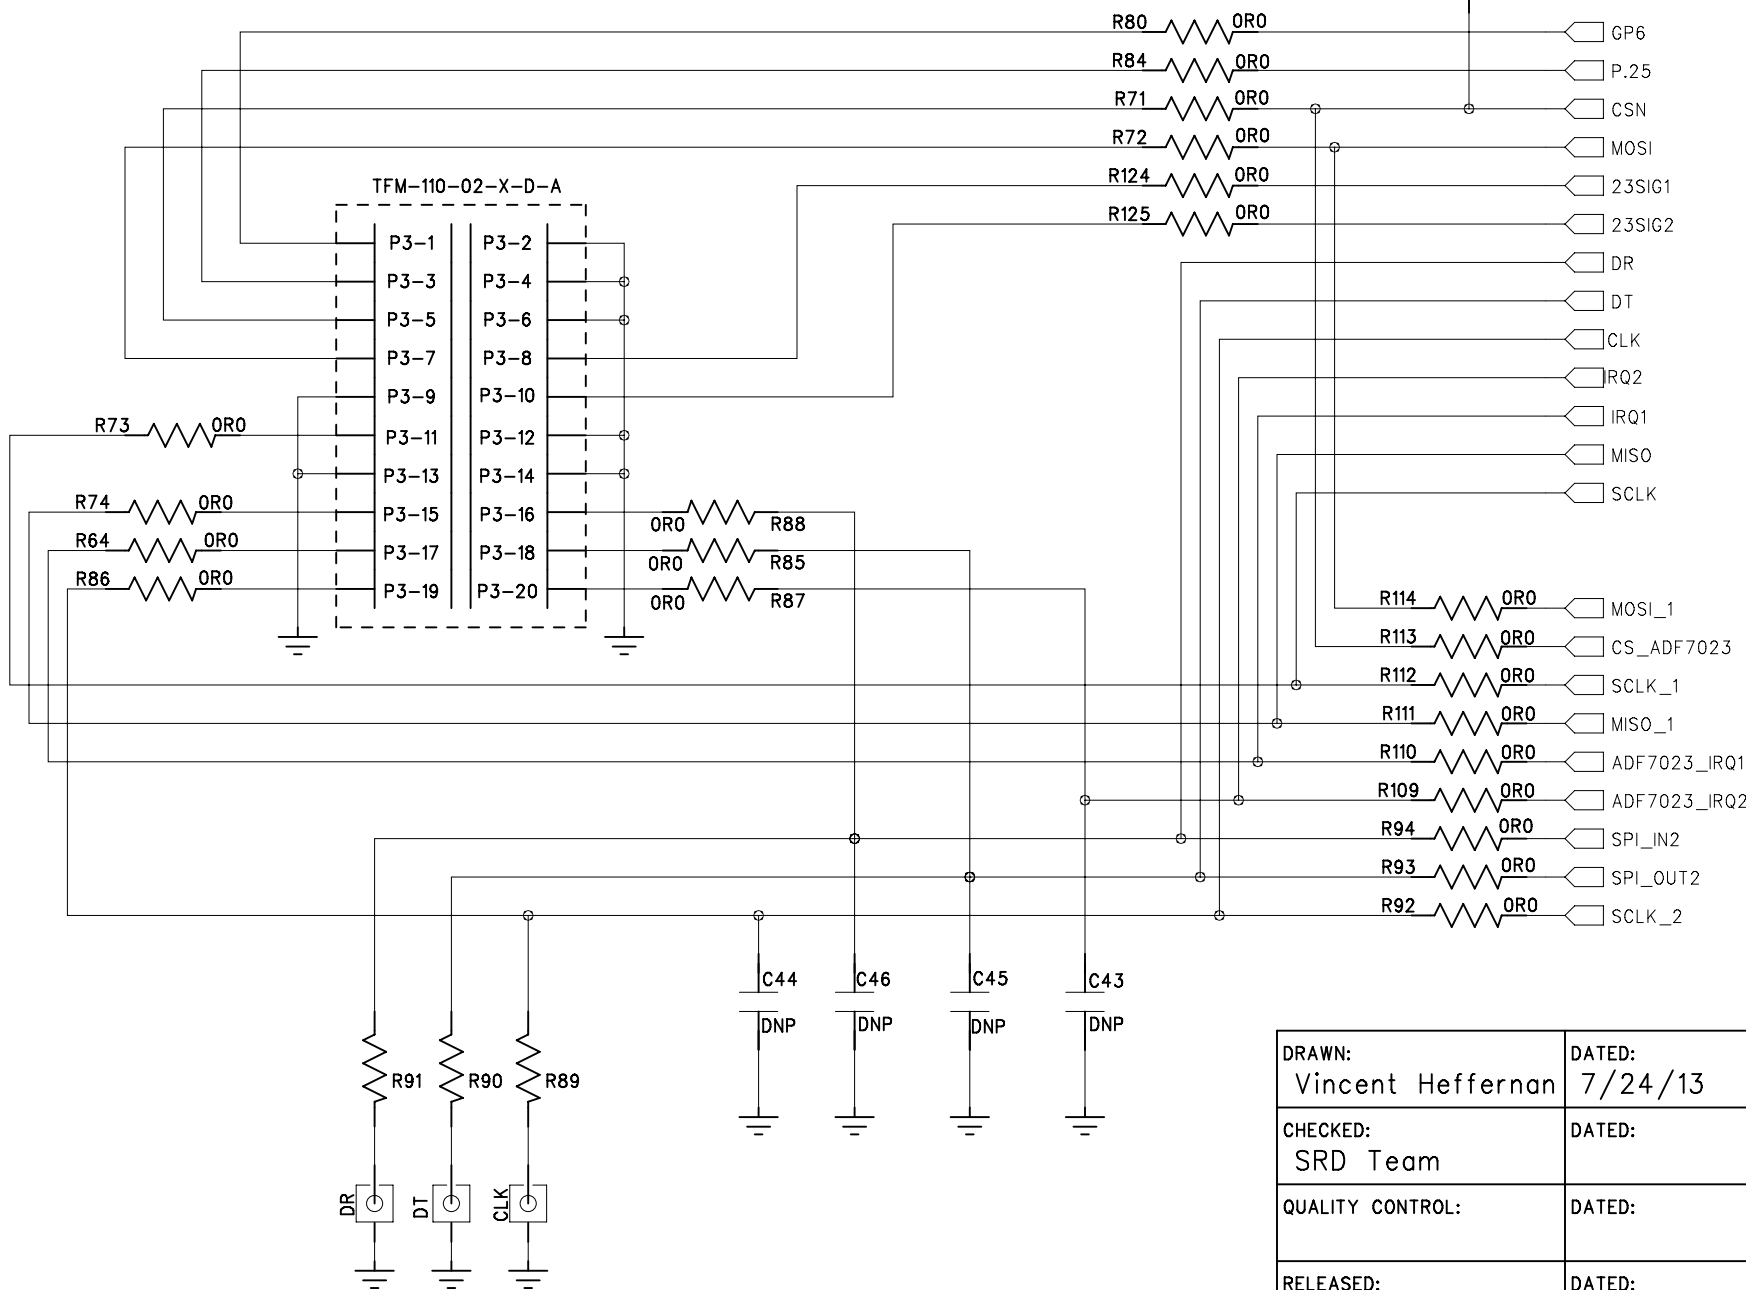 R80 0R0 GP6
R84 0R0 P.25
R71 0R0 CSN
R72 0R0 MOSI
TFM-110-02-X-D-A
R124 0R0 23SIG1
R125 0R0 23SIG2
P3-1 P3-2
DR
P3-3 P3-4
DT
P3-5 P3-6
CLK
P3-7 P3-8
IRQ2
P3-9 P3-10
IRQ1
R73 0R0 P3-11 P3-12
MISO
P3-13 P3-14
SCLK
R74 0R0 P3-15 P3-16 0R0 R88
R64 0R0 P3-17 P3-18 0R0 R85
R86 0R0 P3-19 P3-20 0R0 R87
R114 0R0 MOSI_1
R113 0R0 CS_ADF7023
R112 0R0 SCLK_1
R111 0R0 MISO_1
R110 0R0 ADF7023_IRQ1
R109 0R0 ADF7023_IRQ2
R94 0R0 SPI_IN2
R93 0R0 SPI_OUT2
R92 0R0 SCLK_2
C44 C46 C45 C43
DNP DNP DNP DNP
R91 R90 R89
DR DT CLK
DRAWN: DATED:
Vincent Heffernan 7/24/13
CHECKED: DATED:
SRD Team
QUALITY CONTROL: DATED:
RELEASED: DATED: